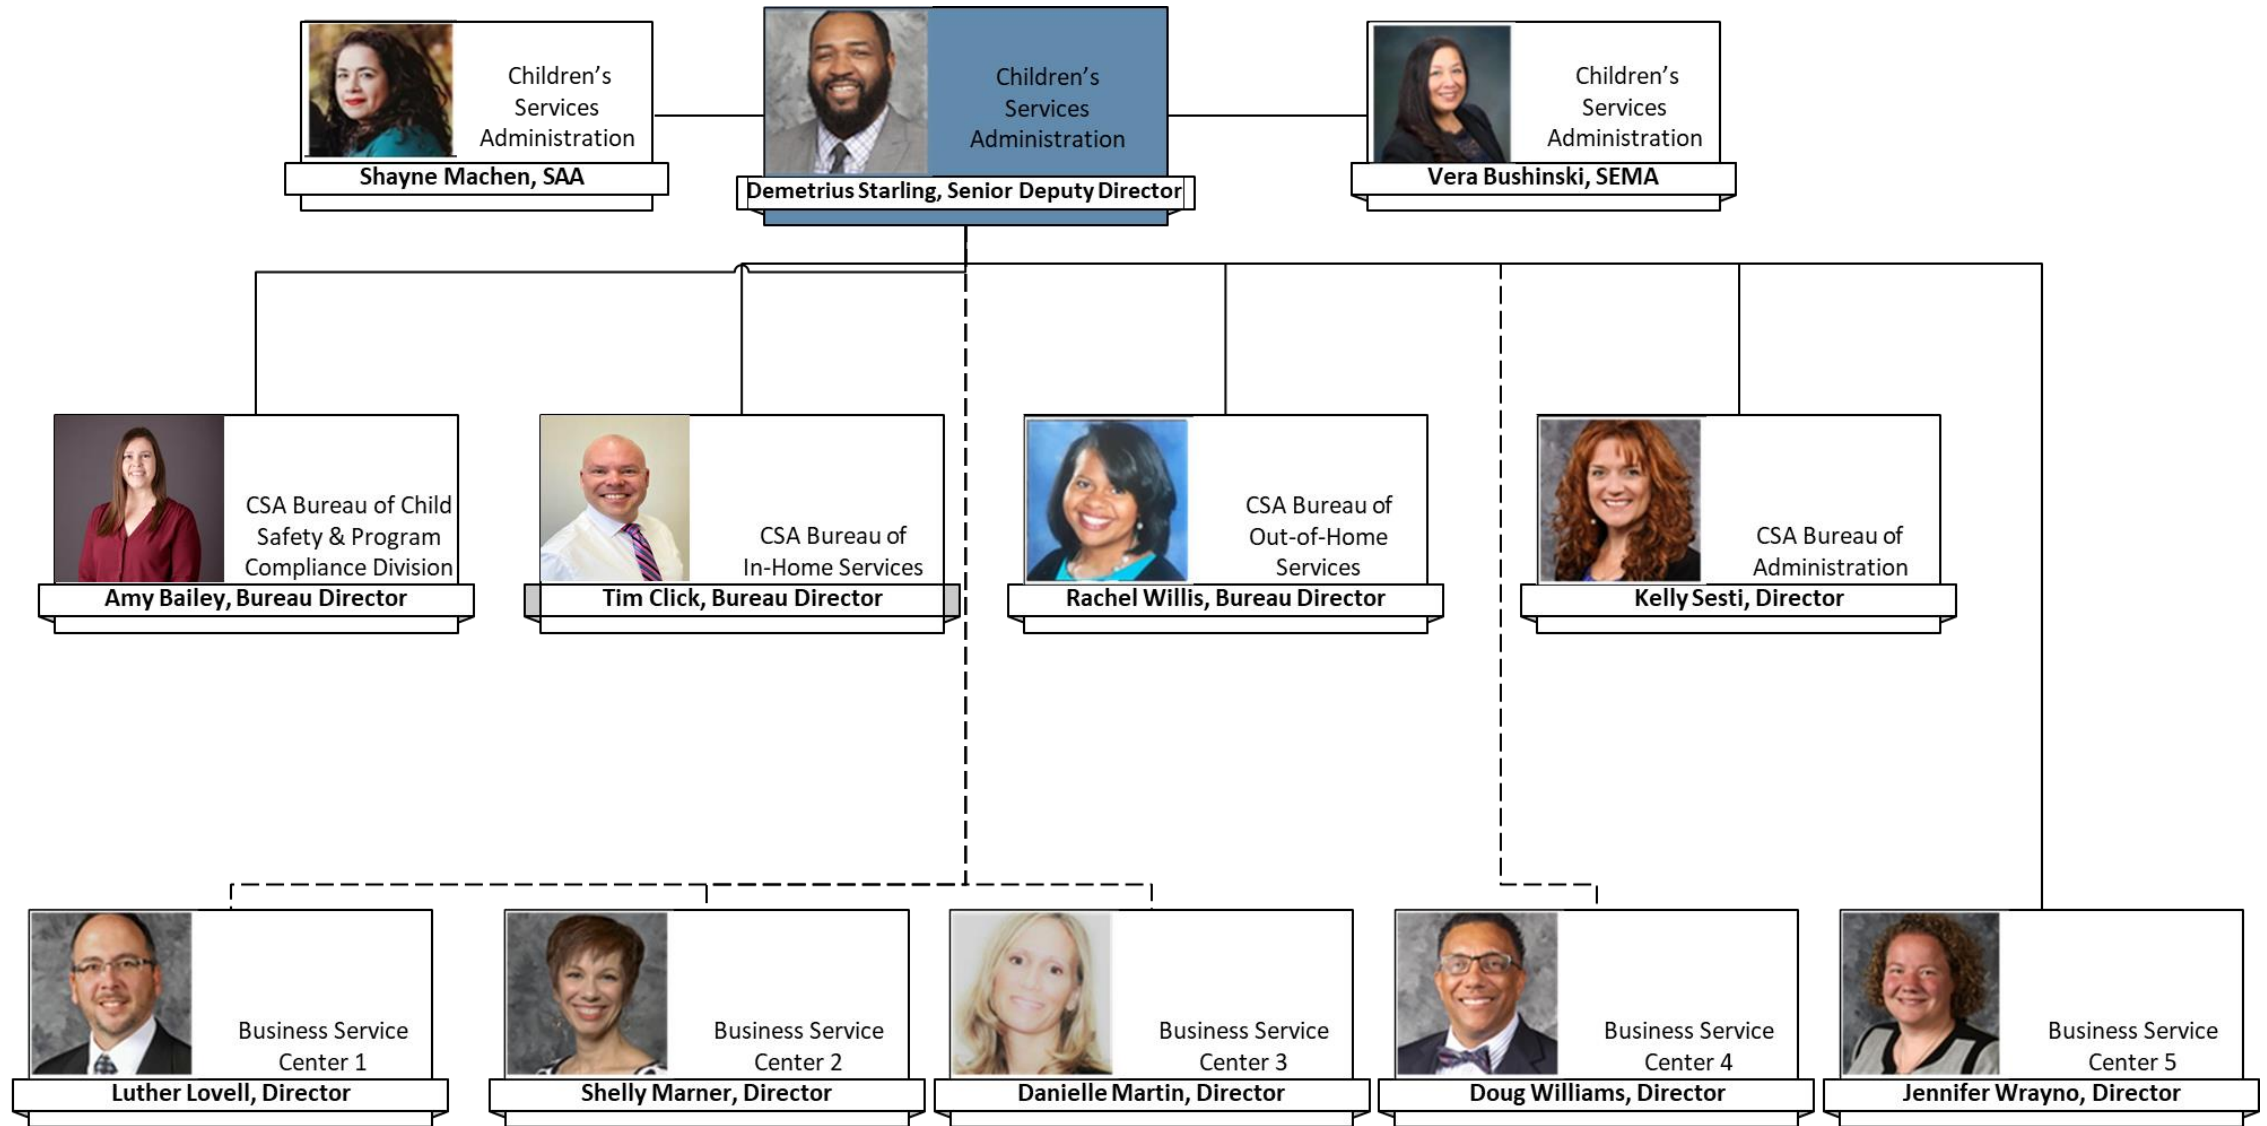 Children’s
Services
Administration
Shayne Machen, SAA
Children’s
Services
Administration
Demetrius Starling, Senior Deputy Director
Children’s
Services
Administration
Vera Bushinski, SEMA
CSA Bureau of Child
Safety & Program
Compliance Division
Amy Bailey, Bureau Director
CSA Bureau of
In-Home Services
Tim Click, Bureau Director
CSA Bureau of
Out-of-Home
Services
Rachel Willis, Bureau Director
CSA Bureau of
Administration
Kelly Sesti, Director
Business Service
Center 1
Luther Lovell, Director
Business Service
Center 2
Shelly Marner, Director
Business Service
Center 3
Danielle Martin, Director
Business Service
Center 4
Doug Williams, Director
Business Service
Center 5
Jennifer Wrayno, Director